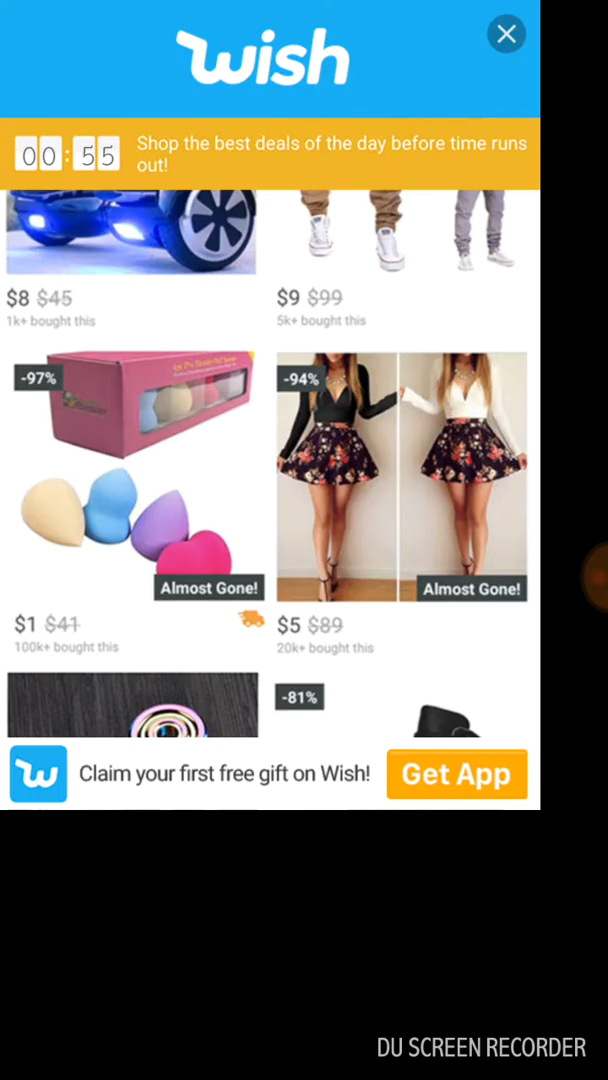 wish
00:55
Shop the best deals of the day before time runs
out!
$8 $45
1k+ bought this
$9 $99
5k+ bought this
-97%
Almost Gone!
$1 $41
100k+ bought this
-94%
Almost Gone!
$5 $89
20k+ bought this
-81%
Claim your first free gift on Wish!
Get App
DU SCREEN RECORDER